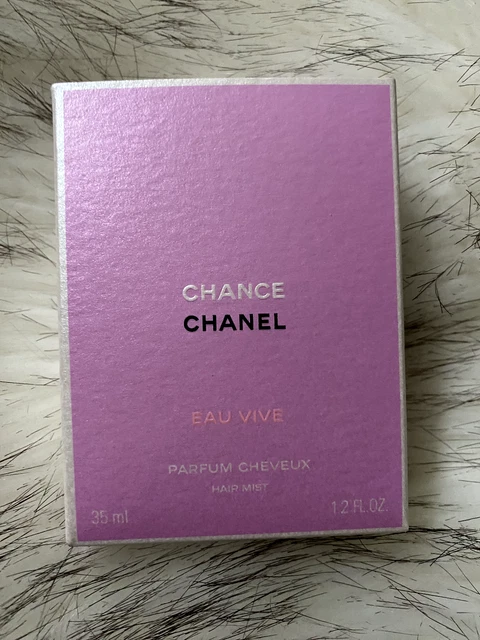 CHANCE
CHANEL
EAU VIVE
PARFUM CHEVEUX
HAIR MIST
35 ml 1.2 FL.OZ.